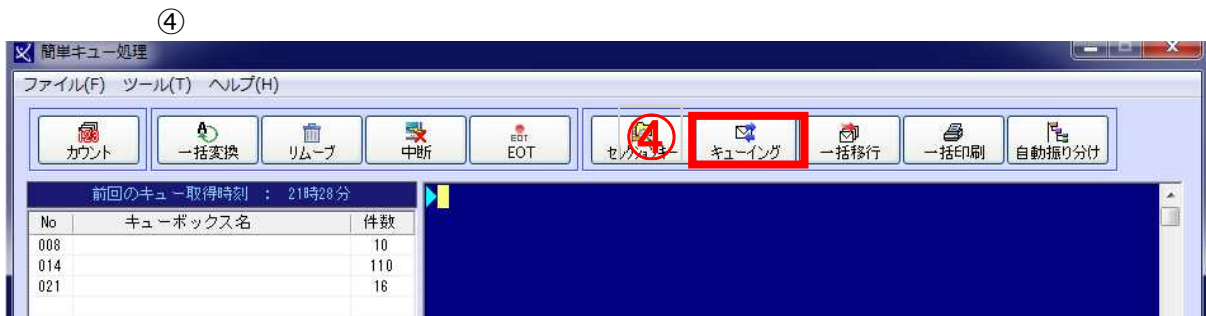 ④
簡単キュー処理
ファイル(F) ツール(T) ヘルプ(H)
カウント 一括変換 リムーブ 中断 EOT EOT ④ キューイング 一括移行 一括印刷 自動振り分け
前回のキュー取得時刻 : 21時28分
No キューボックス名 件数
008 10
014 110
021 16